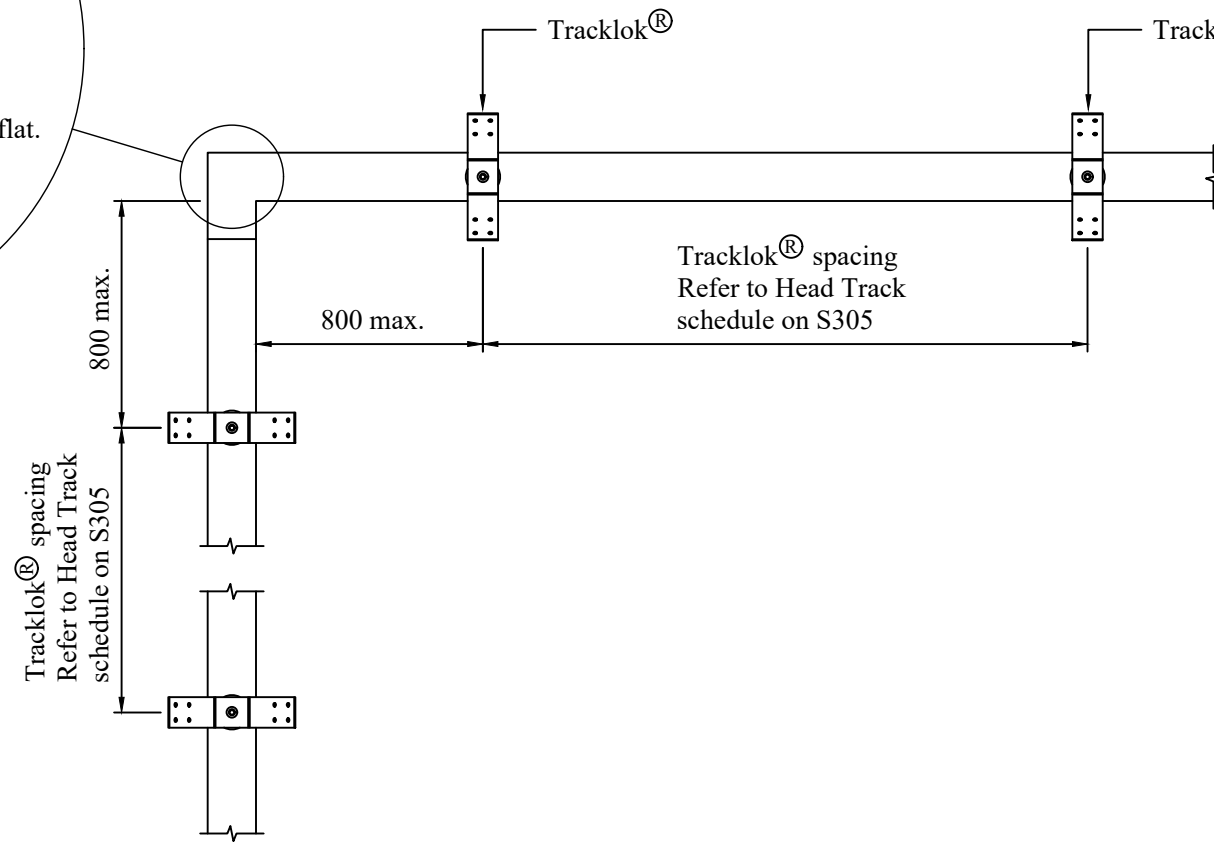 Tracklok®
Track
flat.
800 max.
800 max.
Tracklok® spacing
Refer to Head Track
schedule on S305
Tracklok® spacing
Refer to Head Track
schedule on S305